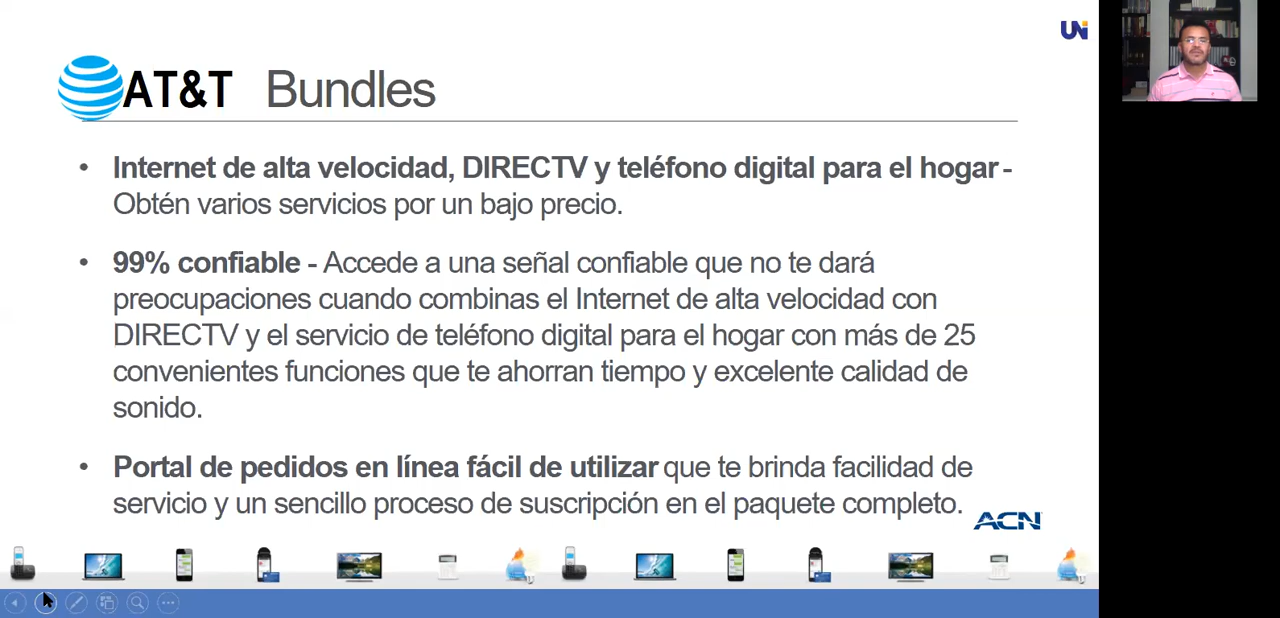 UNi
AT&T Bundles
• Internet de alta velocidad, DIRECTV y teléfono digital para el hogar -
Obtén varios servicios por un bajo precio.
• 99% confiable - Accede a una señal confiable que no te dará
preocupaciones cuando combinas el Internet de alta velocidad con
DIRECTV y el servicio de teléfono digital para el hogar con más de 25
convenientes funciones que te ahorran tiempo y excelente calidad de
sonido.
• Portal de pedidos en línea fácil de utilizar que te brinda facilidad de
servicio y un sencillo proceso de suscripción en el paquete completo.
ACN